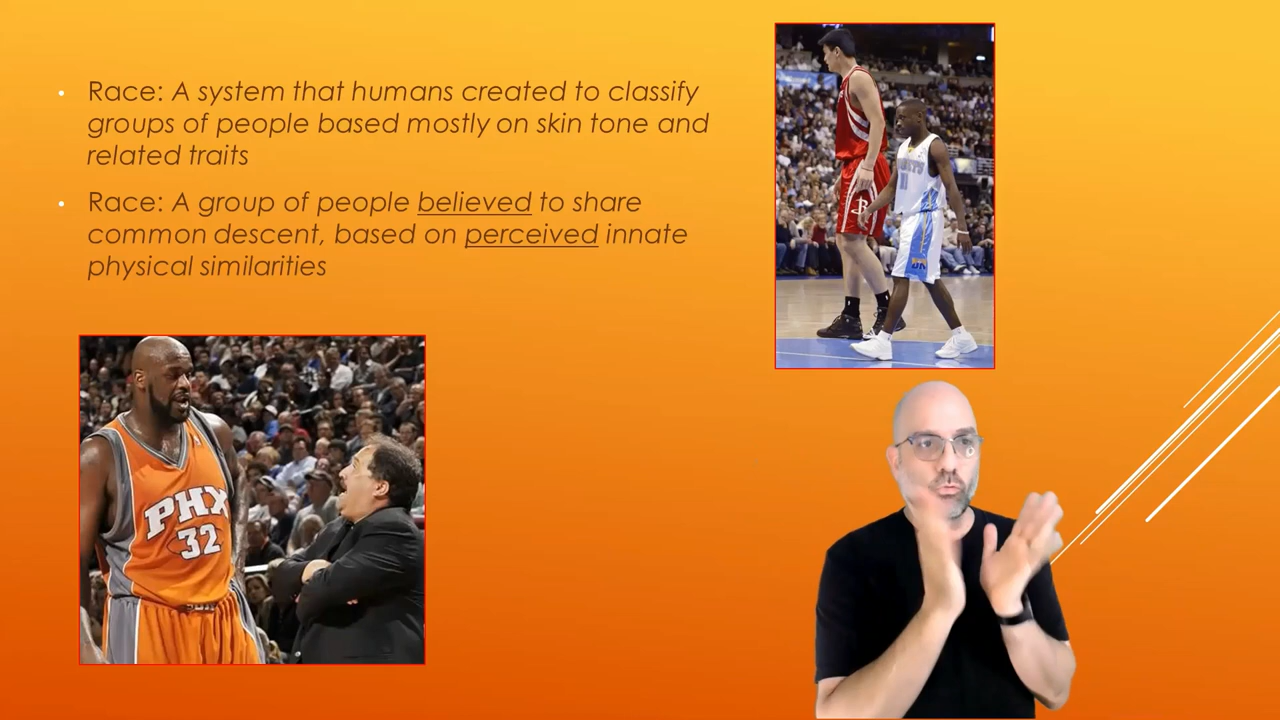 Race: A system that humans created to classify
groups of people based mostly on skin tone and
related traits
Race: A group of people believed to share
common descent, based on perceived innate
physical similarities
PHX
32